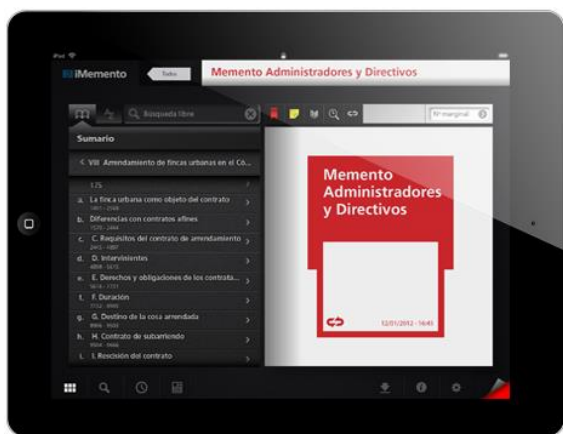 iPad
iMemento
Todos
Memento Administradores y Directivos
Búsqueda libre
Nº marginal
Sumario
< VIII Arrendamiento de fincas urbanas en el Có...
175
a. La finca urbana como objeto del contrato
b. Diferencias con contratos afines
c. C. Requisitos del contrato de arrendamiento
d. D. Intervinientes
e. E. Derechos y obligaciones de los contrata...
f. F. Duración
g. G. Destino de la cosa arrendada
h. H. Contrato de subarriendo
i. I. Rescisión del contrato
Memento
Administradores
y Directivos
12/01/2012 - 16:45